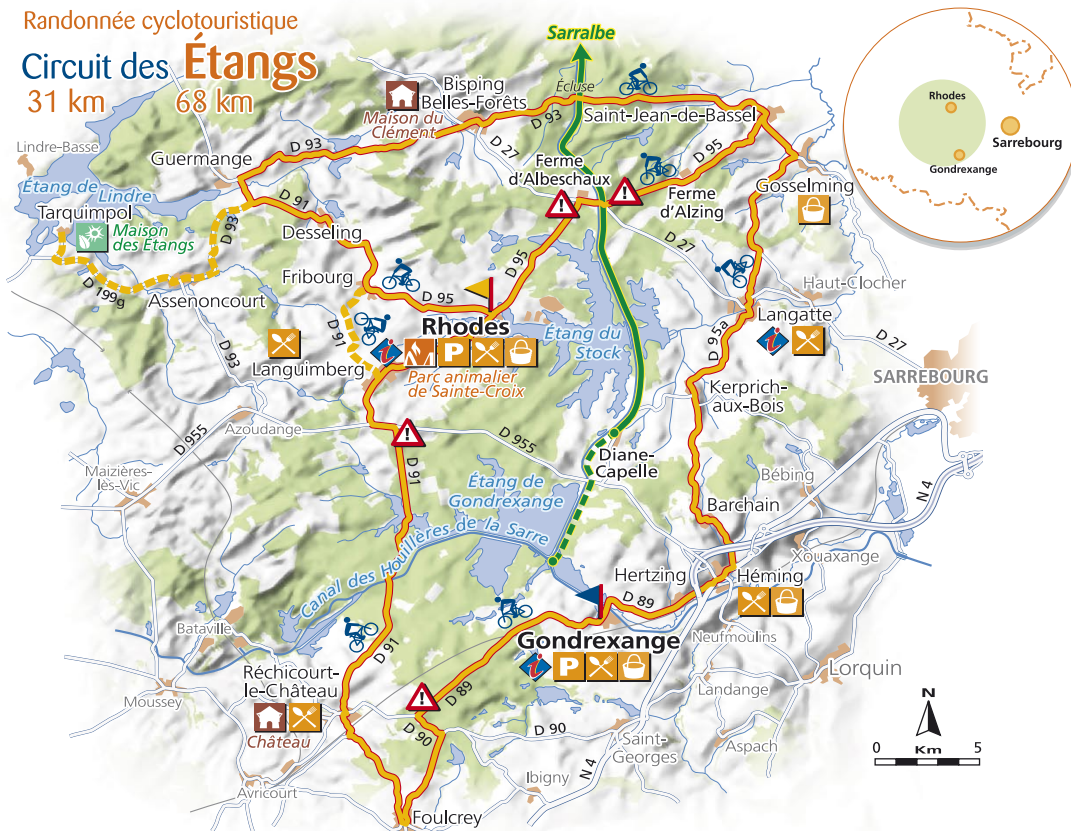 Randonnée cyclotouristique
Circuit des Étangs
31 km 68 km
Sarralbe
Écluse
Bisping
Belles-Forêts
Maison du
Clément
D 93
Saint-Jean-de-Bassel
Rhodes
Sarrebourg
Gondrexange
Lindre-Basse
Guermange
D 93
D 27
Ferme
d'Albeschaux
D 95
Ferme
d'Alzing
Gosselming
Étang de
Lindre
Tarquimpol
Maison
des Étangs
D 93
D 91
Desseling
D 199g
Assenoncourt
Fribourg
D 95
D 95
D 27
Haut-Clocher
D 91
Rhodes
i
P
Parc animalier
de Sainte-Croix
Étang du
Stock
Langatte
i
D 95a
D 27
Languimberg
D 93
Kerprich-
aux-Bois
SARREBOURG
D 955
Azoudange
!
D 955
Diane-
Capelle
Maizières-
lès-Vic
D 91
Étang de
Gondrexange
Bébing
N 4
Barchain
Canal des Houillères de la Sarre
Xouaxange
Hertzing
Héming
D 89
Gondrexange
i
P
Neufmoulins
Bataville
D 91
Réchicourt-
le-Château
Château
Moussey
!
D 89
D 90
D 90
Saint-
Georges
Landange
Lorquin
Aspach
N 4
Ibigny
Avricourt
Foulcrey
N
0 Km 5
!
!